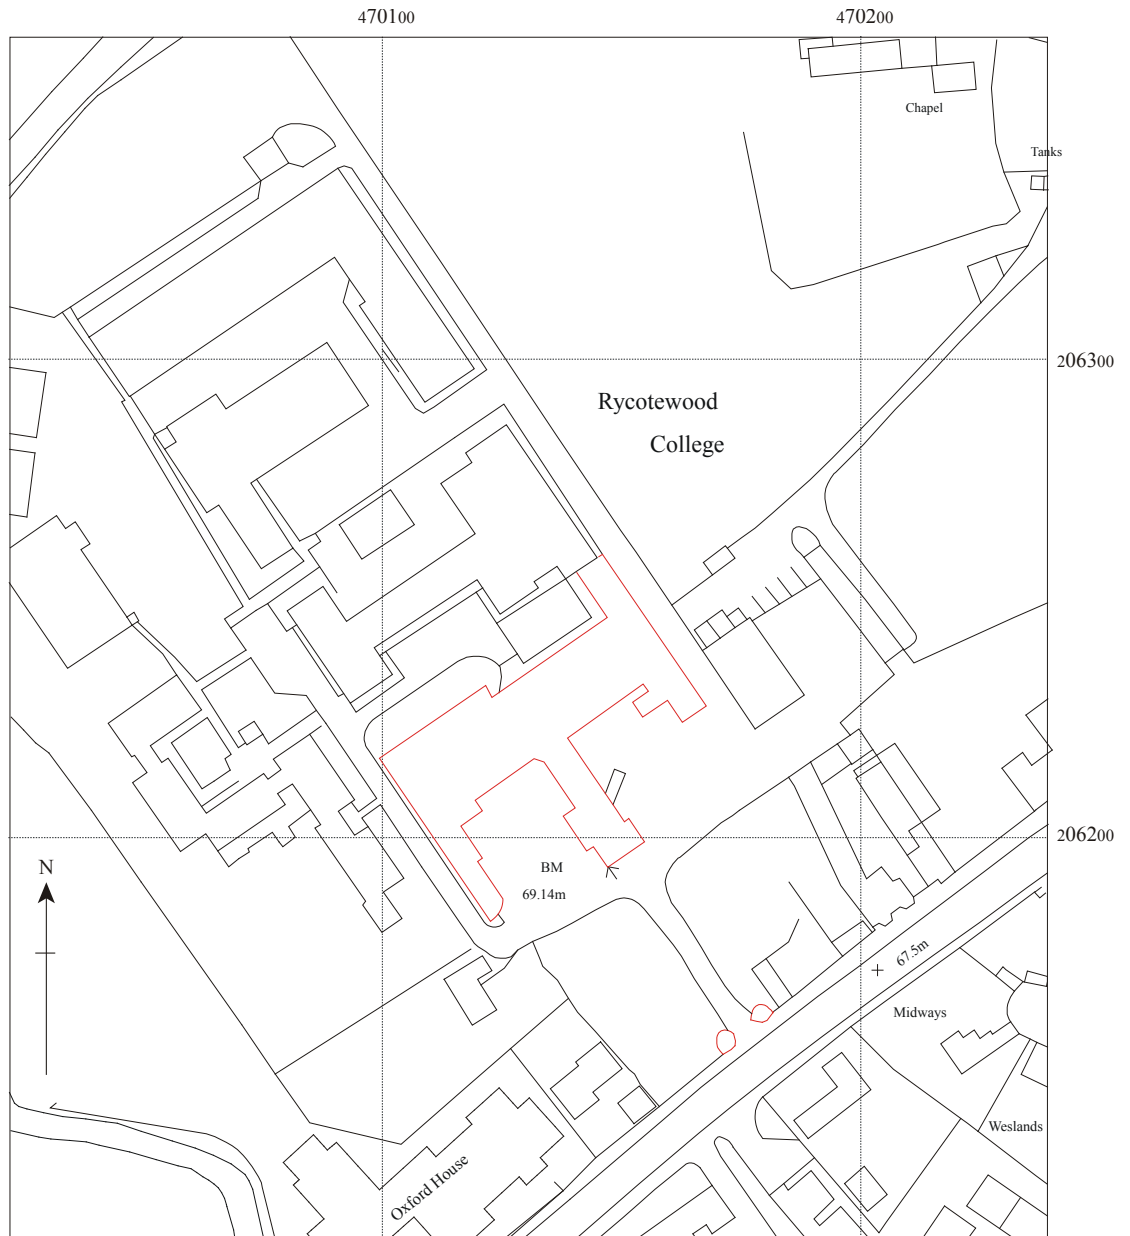 470100
470200
Chapel
Tanks
206300
Rycotewood
College
206200
N
BM
69.14m
67.5m
Midways
Weslands
Oxford House